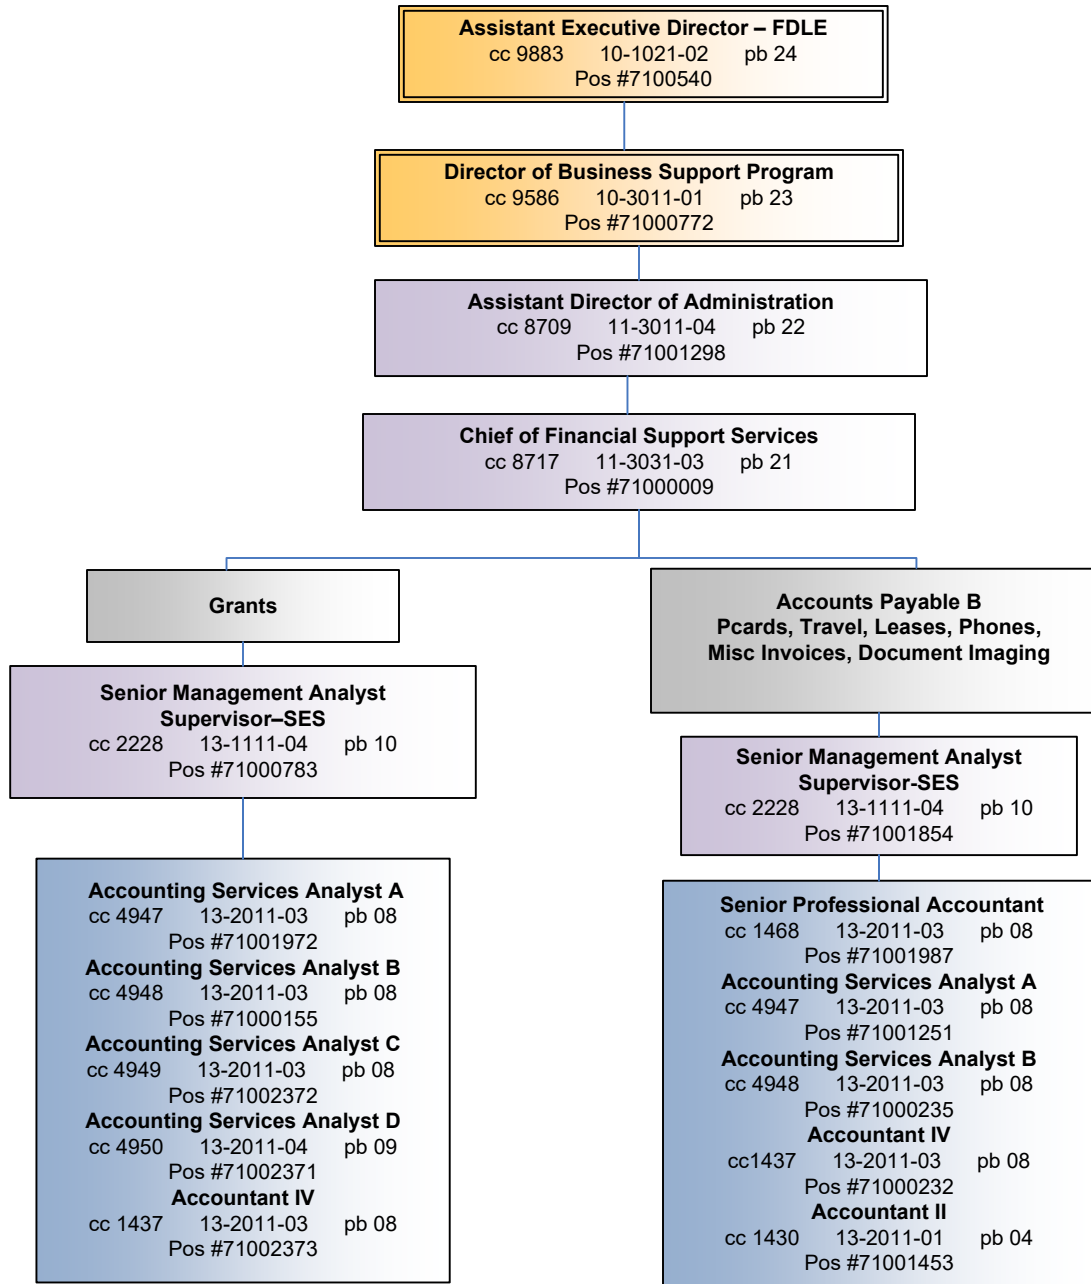 Assistant Executive Director – FDLE
cc 9883 10-1021-02 pb 24
Pos #7100540
Director of Business Support Program
cc 9586 10-3011-01 pb 23
Pos #71000772
Assistant Director of Administration
cc 8709 11-3011-04 pb 22
Pos #71001298
Chief of Financial Support Services
cc 8717 11-3031-03 pb 21
Pos #71000009
Grants
Senior Management Analyst
Supervisor–SES
cc 2228 13-1111-04 pb 10
Pos #71000783
Accounting Services Analyst A
cc 4947 13-2011-03 pb 08
Pos #71001972
Accounting Services Analyst B
cc 4948 13-2011-03 pb 08
Pos #71000155
Accounting Services Analyst C
cc 4949 13-2011-03 pb 08
Pos #71002372
Accounting Services Analyst D
cc 4950 13-2011-04 pb 09
Pos #71002371
Accountant IV
cc 1437 13-2011-03 pb 08
Pos #71002373
Accounts Payable B
Pcards, Travel, Leases, Phones,
Misc Invoices, Document Imaging
Senior Management Analyst
Supervisor-SES
cc 2228 13-1111-04 pb 10
Pos #71001854
Senior Professional Accountant
cc 1468 13-2011-03 pb 08
Pos #71001987
Accounting Services Analyst A
cc 4947 13-2011-03 pb 08
Pos #71001251
Accounting Services Analyst B
cc 4948 13-2011-03 pb 08
Pos #71000235
Accountant IV
cc1437 13-2011-03 pb 08
Pos #71000232
Accountant II
cc 1430 13-2011-01 pb 04
Pos #71001453